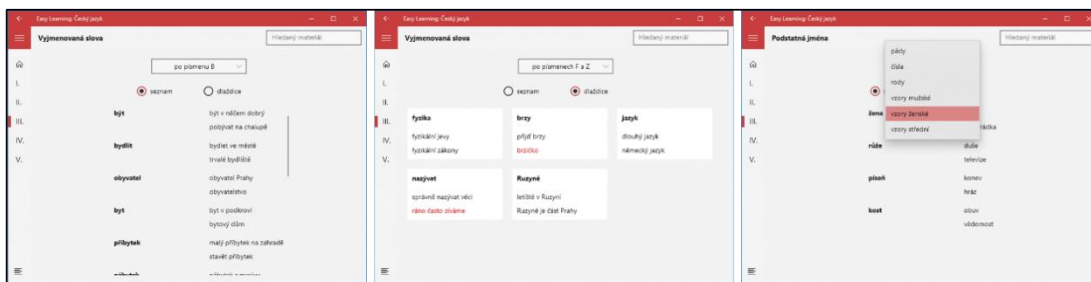 Easy Learning: Český jazyk
Vyjmenovaná slova
Hledaný materiál
po písmenu B
seznam
dlaždice
I.
II.
III.
IV.
V.
být
být v něčem dobrý
pobývat na chalupě
bydlit
bydlet ve městě
trvalé bydliště
obyvatel
obyvatel Prahy
obyvatelstvo
byt
byt v podkroví
bytový dům
příbytek
malý příbytek na zahradě
stavět příbytek
Easy Learning: Český jazyk
Vyjmenovaná slova
Hledaný materiál
po písmenech F a Z
seznam
dlaždice
I.
II.
III.
IV.
V.
fyzika
fyzikální jevy
fyzikální zákony
brzy
přijď brzy
brzičko
jazyk
dlouhý jazyk
německý jazyk
nazývat
správně nazývat věci
ráno často zíváme
Ruzyně
letiště v Ruzyni
Ruzyně je část Prahy
Easy Learning: Český jazyk
Podstatná jména
Hledaný materiál
pády
čísla
rody
vzory mužské
vzory ženské
vzory střední
I.
II.
III.
IV.
V.
žena
růže
duše
televize
píseň
konev
hráz
kost
obuv
vědomost